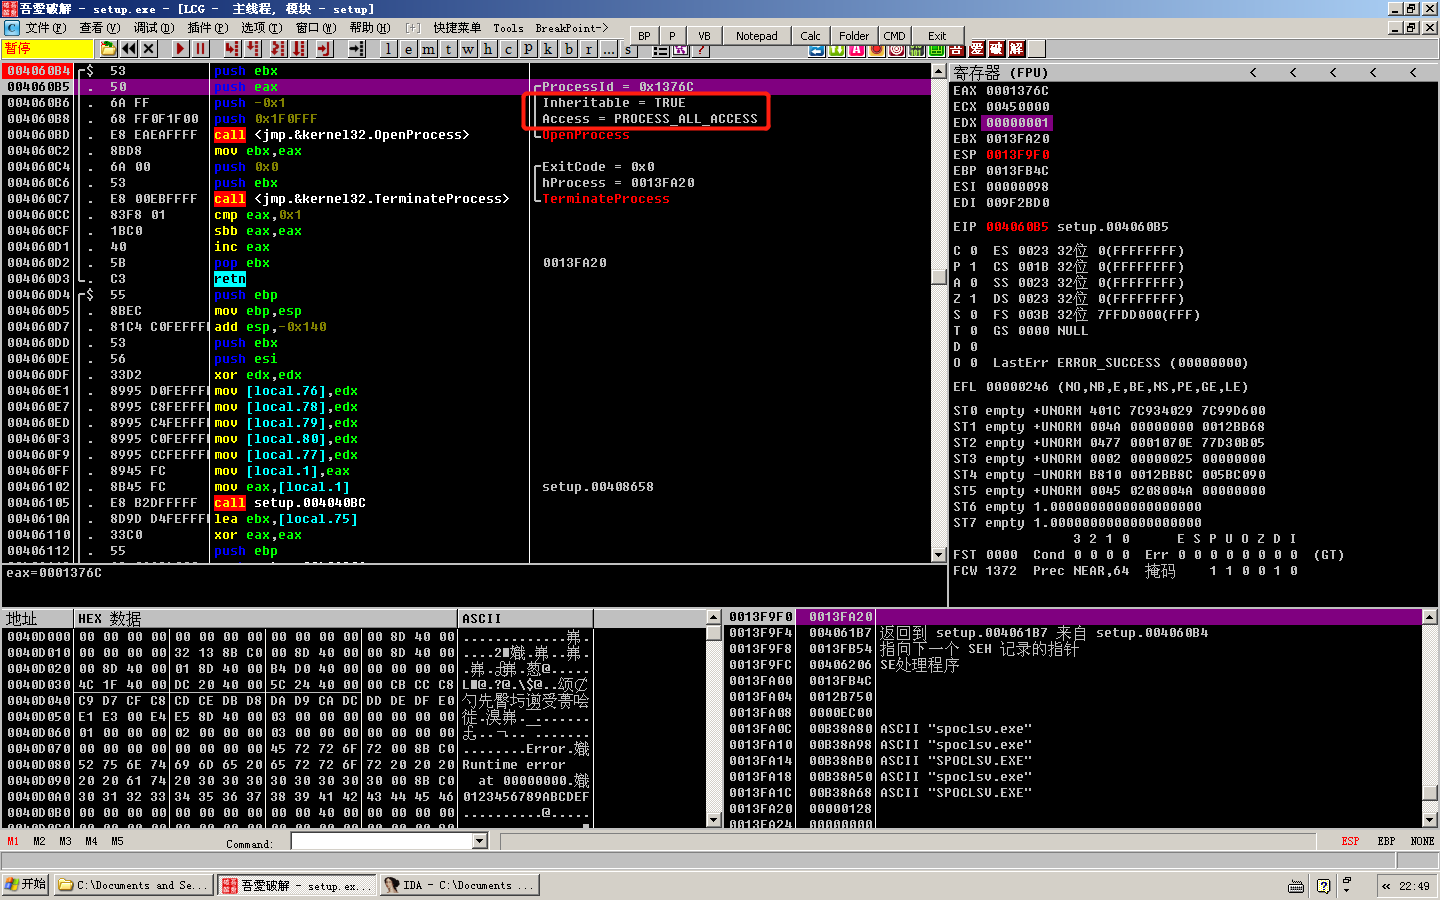 吾愛破解 - setup.exe - [LCG - 主线程, 模块 - setup]
文件(F) 查看(V) 调试(D) 插件(P) 选项(T) 窗口(W) 帮助(H) [+] 快捷菜单 Tools BreakPoint->
BP P VB Notepad Calc Folder CMD Exit
暂停 l e m t w h c p k b r ... s
004060B4 $ 53 push ebx
004060B5 . 50 push eax ProcessId = 0x1376C
004060B6 . 6A FF push -0x1 Inheritable = TRUE
004060B8 . 68 FF0F1F00 push 0x1F0FFF Access = PROCESS_ALL_ACCESS
004060BD . E8 EAEAFFFF call <jmp.&kernel32.OpenProcess> OpenProcess
004060C2 . 8BD8 mov ebx,eax
004060C4 . 6A 00 push 0x0 ExitCode = 0x0
004060C6 . 53 push ebx hProcess = 0013FA20
004060C7 . E8 00EBFFFF call <jmp.&kernel32.TerminateProcess> TerminateProcess
004060CC . 83F8 01 cmp eax,0x1
004060CF . 1BC0 sbb eax,eax
004060D1 . 40 inc eax
004060D2 . 5B pop ebx 0013FA20
004060D3 . C3 retn
004060D4 $ 55 push ebp
004060D5 . 8BEC mov ebp,esp
004060D7 . 81C4 C0FEFFFF add esp,-0x140
004060DD . 53 push ebx
004060DE . 56 push esi
004060DF . 33D2 xor edx,edx
004060E1 . 8995 D0FEFFFF mov [local.76],edx
004060E7 . 8995 C8FEFFFF mov [local.78],edx
004060ED . 8995 C4FEFFFF mov [local.79],edx
004060F3 . 8995 C0FEFFFF mov [local.80],edx
004060F9 . 8995 CCFEFFFF mov [local.77],edx
004060FF . 8945 FC mov [local.1],eax
00406102 . 8B45 FC mov eax,[local.1] setup.00408658
00406105 . E8 B2DFFFFF call setup.004040BC
0040610A . 8D9D D4FEFFFF lea ebx,[local.75]
00406110 . 33C0 xor eax,eax
00406112 . 55 push ebp
eax=0001376C
寄存器 (FPU) < < < < <
EAX 0001376C
ECX 00450000
EDX 00000001
EBX 0013FA20
ESP 0013F9F0
EBP 0013FB4C
ESI 00000098
EDI 009F2BD0
EIP 004060B5 setup.004060B5
C 0 ES 0023 32位 0(FFFFFFFF)
P 1 CS 001B 32位 0(FFFFFFFF)
A 0 SS 0023 32位 0(FFFFFFFF)
Z 1 DS 0023 32位 0(FFFFFFFF)
S 0 FS 003B 32位 7FFDD000(FFF)
T 0 GS 0000 NULL
D 0
O 0 LastErr ERROR_SUCCESS (00000000)
EFL 00000246 (NO,NB,E,BE,NS,PE,GE,LE)
ST0 empty +UNORM 401C 7C934029 7C99D600
ST1 empty +UNORM 004A 00000000 0012BB68
ST2 empty +UNORM 0477 0001070E 77D30B05
ST3 empty +UNORM 0002 00000025 00000000
ST4 empty -UNORM B810 0012BB8C 005BC090
ST5 empty +UNORM 0045 0208004A 00000000
ST6 empty 1.0000000000000000000
ST7 empty 1.0000000000000000000
3 2 1 0 E S P U O Z D I
FST 0000 Cond 0 0 0 0 Err 0 0 0 0 0 0 0 0 (GT)
FCW 1372 Prec NEAR,64 掩码 1 1 0 0 1 0
地址 HEX 数据 ASCII
0040D000 00 00 00 00 00 00 00 00 00 00 00 00 00 8D 40 00
0040D010 00 00 00 00 32 13 8B C0 00 8D 40 00 00 8D 40 00
0040D020 00 8D 40 00 01 8D 40 00 B4 D0 40 00 00 00 00 00
0040D030 4C 1F 40 00 DC 20 40 00 5C 24 40 00 00 CB CC C8
0040D040 C9 D7 CF C8 CD CE DB D8 DA D9 CA DC DD DE DF E0
0040D050 E1 E3 00 E4 E5 8D 40 00 03 00 00 00 00 00 00 00
0040D060 01 00 00 00 02 00 00 00 03 00 00 00 00 00 00 00
0040D070 00 00 00 00 00 00 00 00 45 72 72 6F 72 00 8B C0 ........Error.
0040D080 52 75 6E 74 69 6D 65 20 65 72 72 6F 72 20 20 20 Runtime error
0040D090 20 20 61 74 20 30 30 30 30 30 30 30 30 00 8B C0 at 00000000.
0040D0A0 30 31 32 33 34 35 36 37 38 39 41 42 43 44 45 46 0123456789ABCDEF
0040D0B0 00 00 00 00 00 00 00 00 00 00 40 00 00 00 00 00 ..........@.....
0013F9F0 0013FA20
0013F9F4 004061B7 返回到 setup.004061B7 来自 setup.004060B4
0013F9F8 0013FB54 指向下一个 SEH 记录的指针
0013F9FC 00406206 SE处理程序
0013FA00 0013FB4C
0013FA04 0012B750
0013FA08 0000EC00
0013FA0C 00B38A80 ASCII "spoclsv.exe"
0013FA10 00B38A98 ASCII "spoclsv.exe"
0013FA14 00B38AB0 ASCII "SPOCLSV.EXE"
0013FA18 00B38A50 ASCII "spoclsv.exe"
0013FA1C 00B38A68 ASCII "SPOCLSV.EXE"
0013FA20 00000128
0013FA24 00000000
M1 M2 M3 M4 M5 Command: ESP EBP NONE
开始 C:\Documents and Se... 吾愛破解 - setup.ex... IDA - C:\Documents ... « 22:49